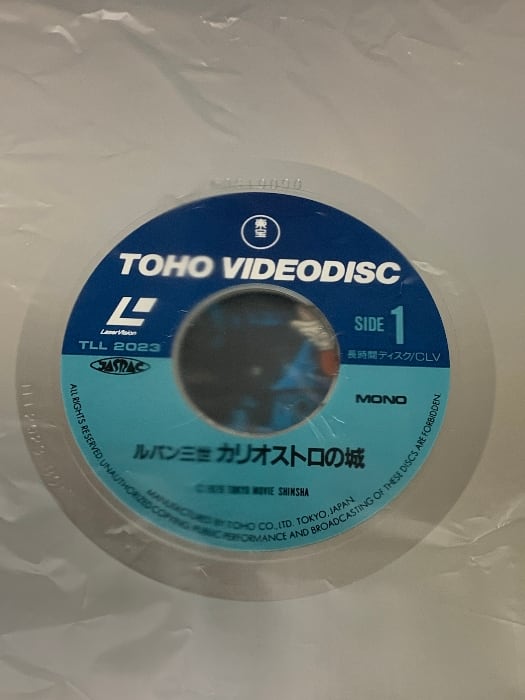 東宝
TOHO VIDEODISC
LaserVision
SIDE 1
TLL 2023
長時間ディスク/CLV
JASRAC
MONO
ルパン三世 カリオストロの城
© 1979 TOKYO MOVIE SHINSHA
MANUFACTURED BY TOHO CO., LTD. TOKYO, JAPAN.
ALL RIGHTS RESERVED. UNAUTHORIZED COPYING, PUBLIC PERFORMANCE AND BROADCASTING OF THESE DISCS ARE FORBIDDEN.